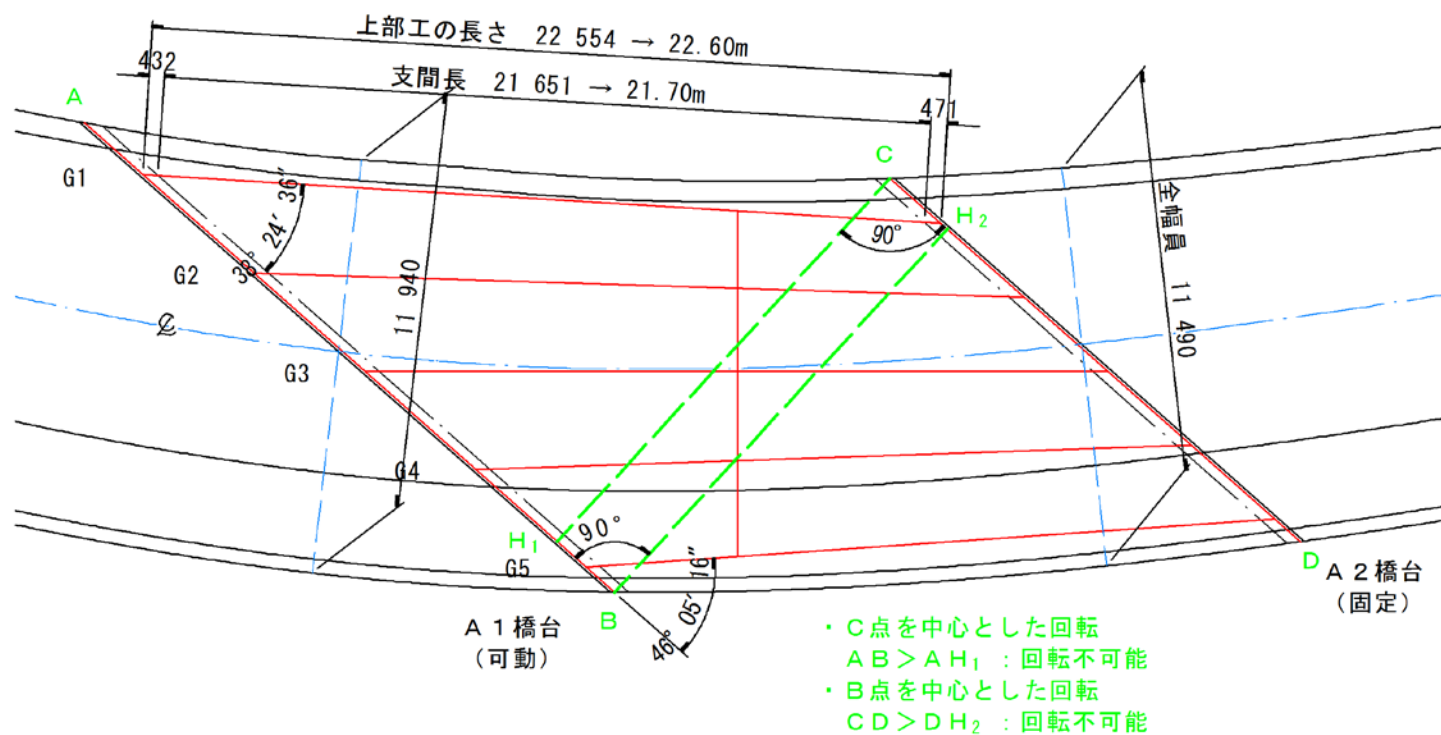 上部工の長さ 22 554 → 22.60m
432
支間長 21 651 → 21.70m
471
A
C
G1
38° 24′ 36″
90°
H₂
全幅員 11 490
G2
11 940
℄
G3
G4
H₁
90°
G5
46° 05′ 16″
B
D
A1橋台
(可動)
A2橋台
(固定)
・C点を中心とした回転
AB>AH₁ :回転不可能
・B点を中心とした回転
CD>DH₂ :回転不可能